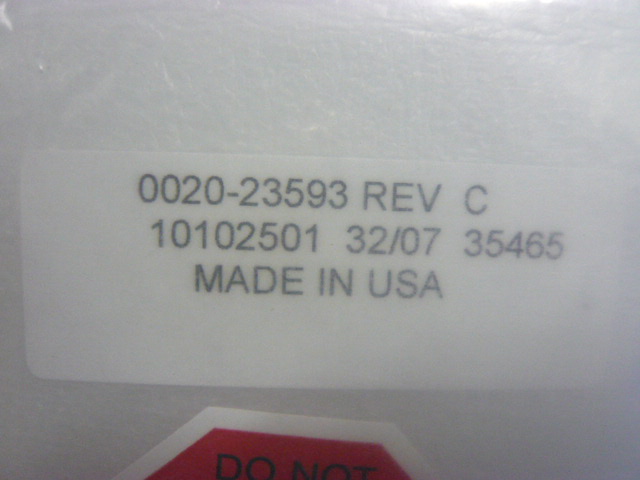 0020-23593 REV C
10102501 32/07 35465
MADE IN USA
DO NOT